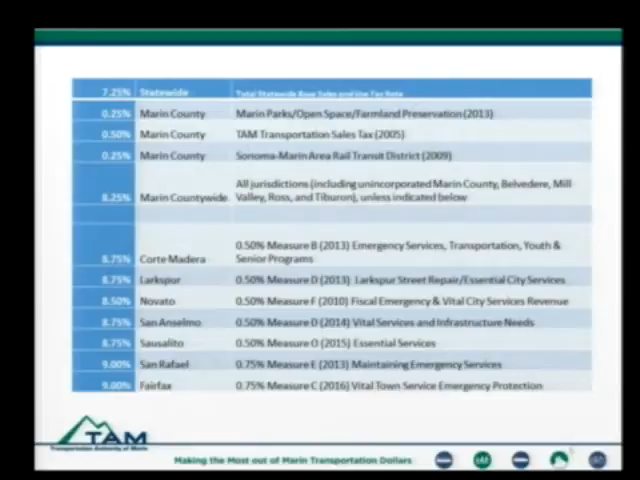 7.25% Statewide Total Statewide Base Sales and Use Tax Rate
0.25% Marin County Marin Parks/Open Space/Farmland Preservation (2013)
0.50% Marin County TAM Transportation Sales Tax (2005)
0.25% Marin County Sonoma-Marin Area Rail Transit District (2009)
All jurisdictions (including unincorporated Marin County, Belvedere, Mill
8.25% Marin Countywide Valley, Ross, and Tiburon), unless indicated below
0.50% Measure B (2013) Emergency Services, Transportation, Youth &
8.75% Corte Madera Senior Programs
8.75% Larkspur 0.50% Measure D (2013) Larkspur Street Repair/Essential City Services
8.50% Novato 0.50% Measure F (2010) Fiscal Emergency & Vital City Services Revenue
8.75% San Anselmo 0.50% Measure D (2014) Vital Services and Infrastructure Needs
8.75% Sausalito 0.50% Measure O (2015) Essential Services
9.00% San Rafael 0.75% Measure E (2013) Maintaining Emergency Services
9.00% Fairfax 0.75% Measure C (2016) Vital Town Service Emergency Protection
TAM
Transportation Authority of Marin
Making the Most out of Marin Transportation Dollars